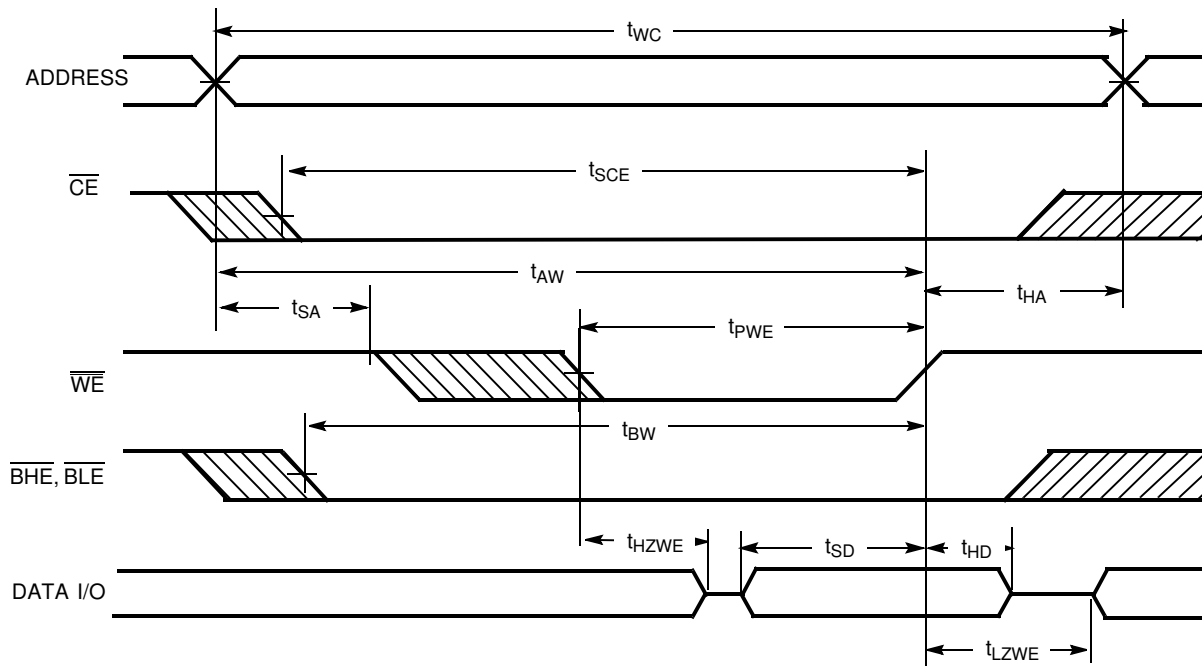 tWC
ADDRESS
tSCE
CE
tAW
tSA
tHA
tPWE
WE
tBW
BHE, BLE
tHZWE
tSD
tHD
DATA I/O
tLZWE